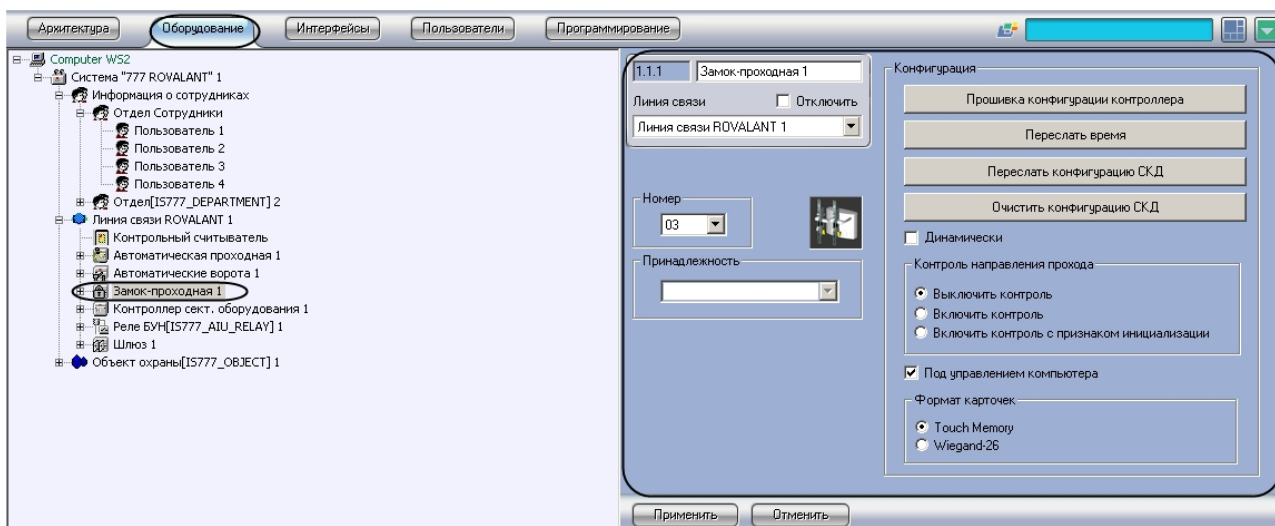 Архитектура Оборудование Интерфейсы Пользователи Программирование
Computer WS2
Система "777 ROVALANT" 1
Информация о сотрудниках
Отдел Сотрудники
Пользователь 1
Пользователь 2
Пользователь 3
Пользователь 4
Отдел[IS777_DEPARTMENT] 2
Линия связи ROVALANT 1
Контрольный считыватель
Автоматическая проходная 1
Автоматические ворота 1
Замок-проходная 1
Контроллер сект. оборудования 1
Реле БУН[IS777_AIU_RELAY] 1
Шлюз 1
Объект охраны[IS777_OBJECT] 1
1.1.1 Замок-проходная 1
Линия связи Отключить
Линия связи ROVALANT 1
Номер
03
Принадлежность
Конфигурация
Прошивка конфигурации контроллера
Переслать время
Переслать конфигурацию СКД
Очистить конфигурацию СКД
Динамически
Контроль направления прохода
Выключить контроль
Включить контроль
Включить контроль с признаком инициализации
Под управлением компьютера
Формат карточек
Touch Memory
Wiegand-26
Применить Отменить